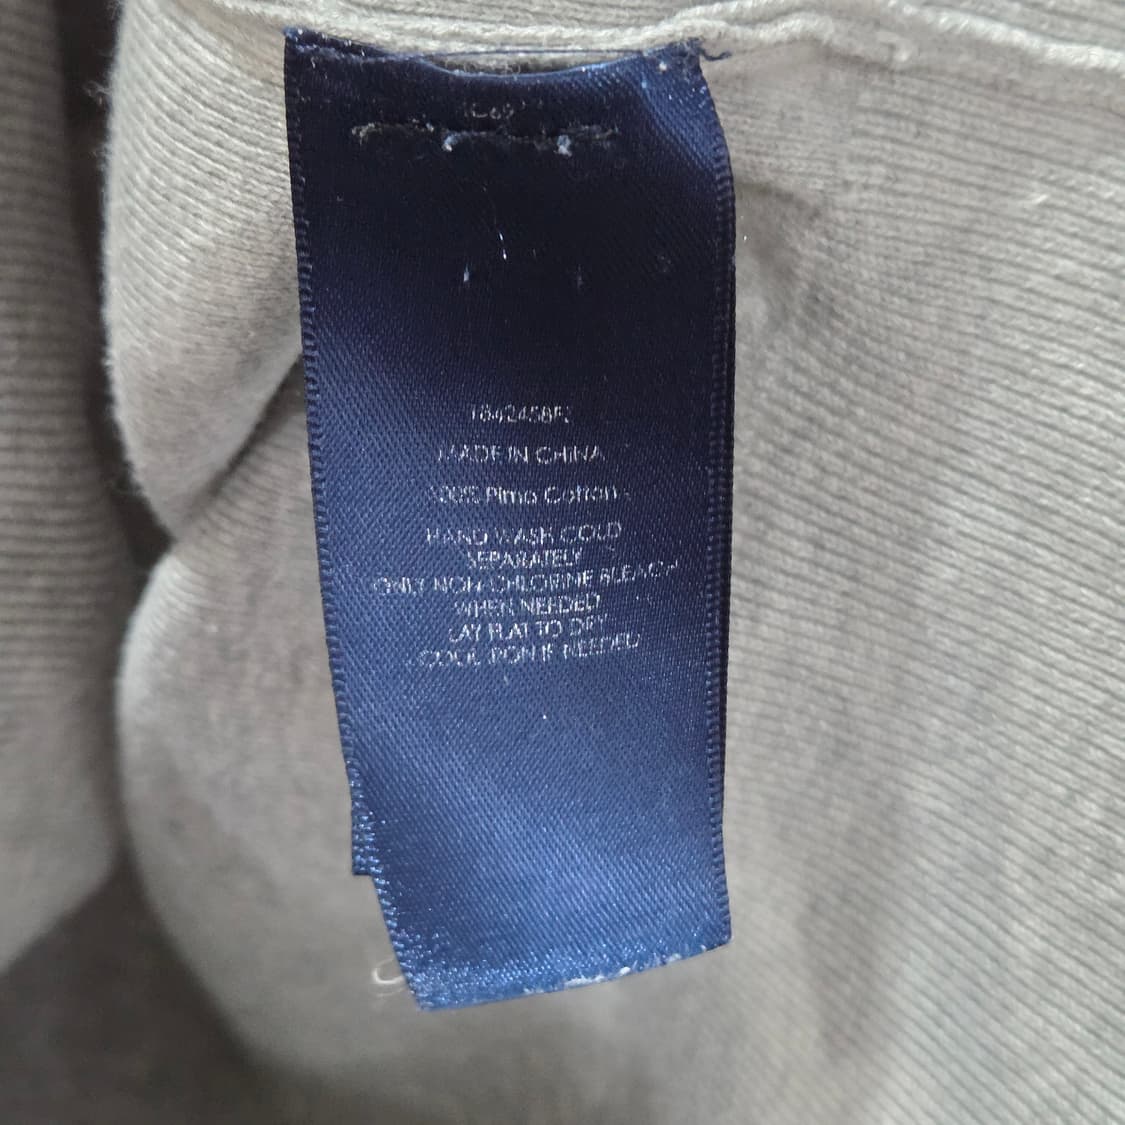 MADE IN CHINA
100% Pima Cotton
HAND WASH COLD
SEPARATELY
ONLY NON-CHLORINE BLEACH
WHEN NEEDED
LAY FLAT TO DRY
COOL IRON IF NEEDED